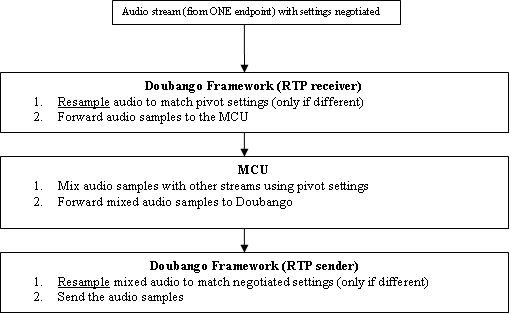 Audio stream (from ONE endpoint) with settings negotiated
Doubango Framework (RTP receiver)
1. Resample audio to match pivot settings (only if different)
2. Forward audio samples to the MCU
MCU
1. Mix audio samples with other streams using pivot settings
2. Forward mixed audio samples to Doubango
Doubango Framework (RTP sender)
1. Resample mixed audio to match negotiated settings (only if different)
2. Send the audio samples